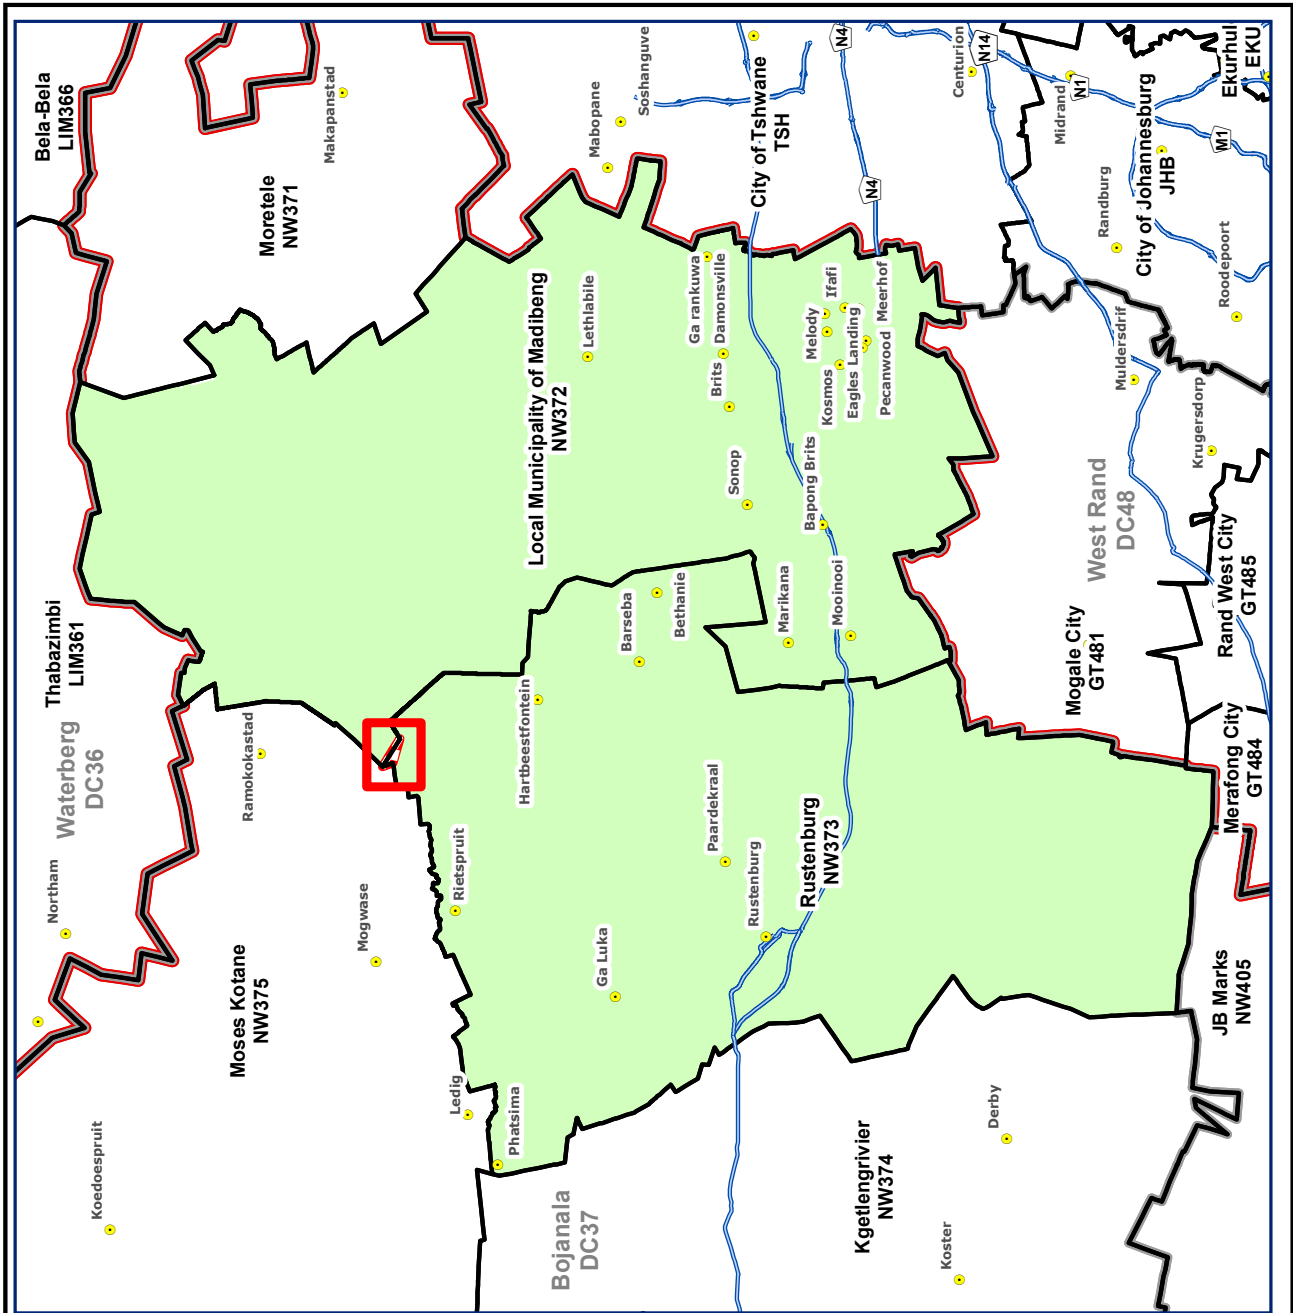 Bela-Bela
LIM366
Makapanstad
Moretele
NW371
Mabopane
Soshanguve
City of Tshwane
TSH
N4
N4
Centurion
N14
Midrand
N1
Ekurhul
EKU
City of Johannesburg
JHB
M1
Randburg
Roodepoort
Muldersdrif
Krugersdorp
Lethlabile
Local Municipality of Madibeng
NW372
Ga rankuwa
Damonsville
Brits
Melody
Ifafi
Kosmos
Eagles Landing
Meerhof
Pecanwood
Sonop
Bapong Brits
West Rand
DC48
Rand West City
GT485
Mogale City
GT481
Merafong City
GT484
Thabazimbi
LIM361
Waterberg
DC36
Northam
Ramokokastad
Hartbeestfontein
Barseba
Bethanie
Marikana
Mooinooi
Paardekraal
Rustenburg
Rustenburg
NW373
Rietspruit
Mogwase
Ga Luka
Moses Kotane
NW375
Ledig
Phatsima
Koedoespruit
Bojanala
DC37
Kgetlengrivier
NW374
Derby
Koster
JB Marks
NW405